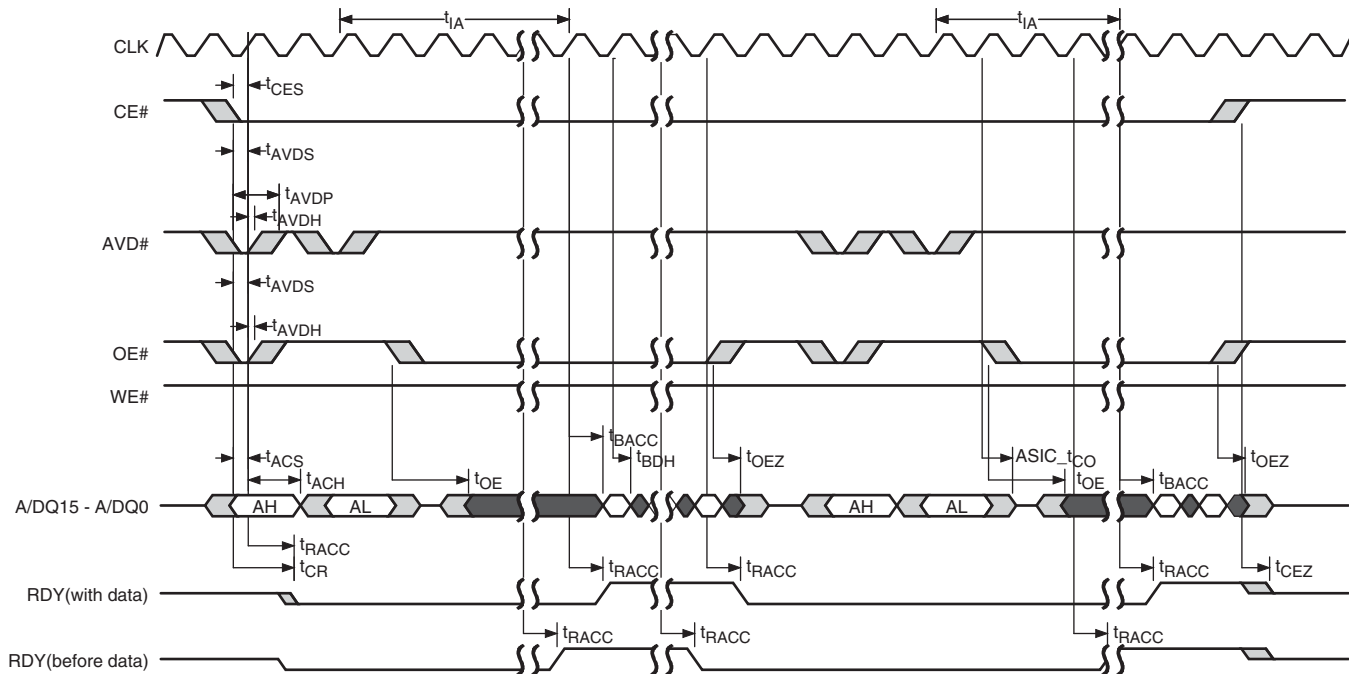 tIA tIA
CLK
tCES
CE#
tAVDS
tAVDP
tAVDH
AVD#
tAVDS
tAVDH
OE#
WE#
tBACC
tACS tBDH tOEZ ASIC_tCO tOEZ
tACH tOE tOE tBACC
A/DQ15 - A/DQ0 AH AL AH AL
tRACC
tCR tRACC tRACC tRACC tCEZ
RDY(with data)
tRACC tRACC tRACC
RDY(before data)